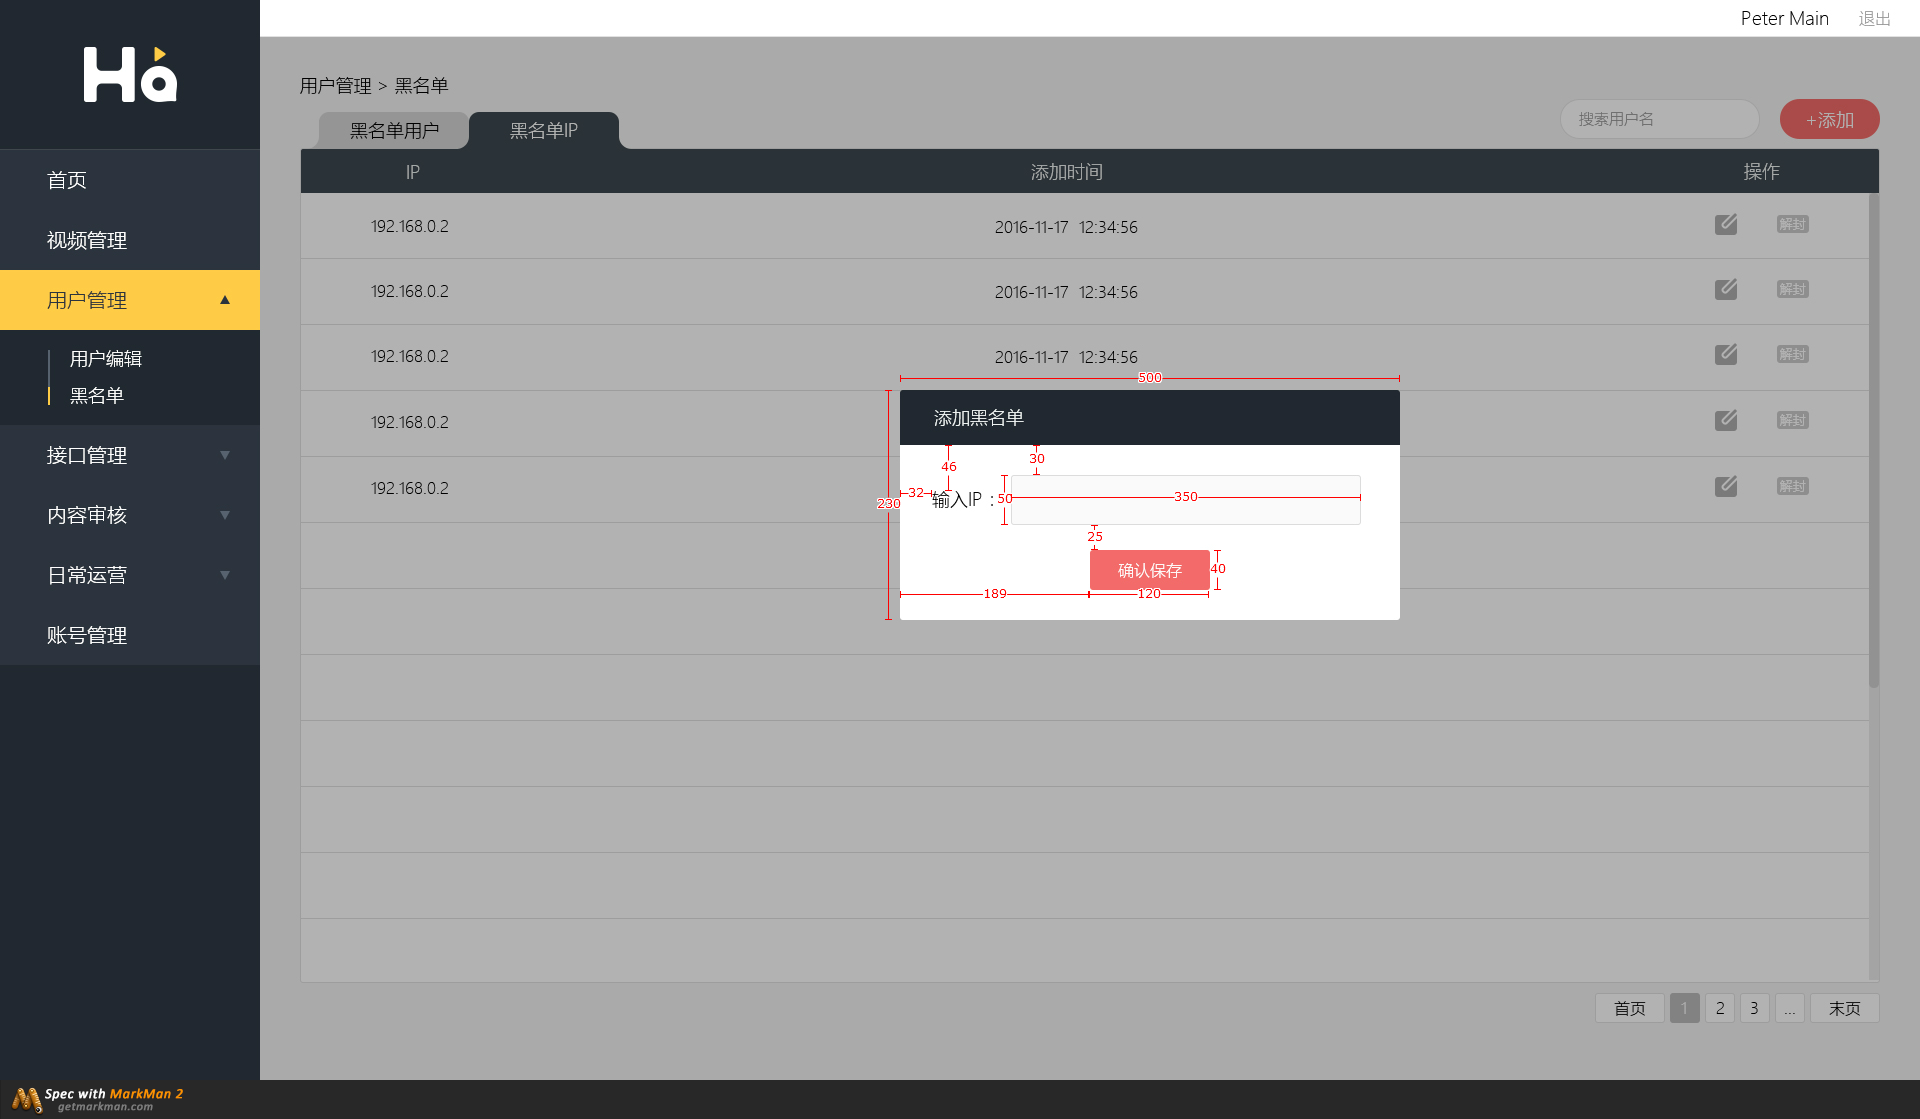 Ha
Peter Main 退出
首页
视频管理
用户管理
用户编辑
黑名单
接口管理
内容审核
日常运营
账号管理
用户管理 > 黑名单
黑名单用户 黑名单IP
搜索用户名 +添加
IP 添加时间 操作
192.168.0.2 2016-11-17 12:34:56 解封
192.168.0.2 2016-11-17 12:34:56 解封
192.168.0.2 2016-11-17 12:34:56 解封
192.168.0.2 解封
192.168.0.2 解封
500
添加黑名单
46 30
230 32 输入IP : 50 350
25
确认保存 40
189 120
首页 1 2 3 ... 末页
Spec with MarkMan 2
getmarkman.com